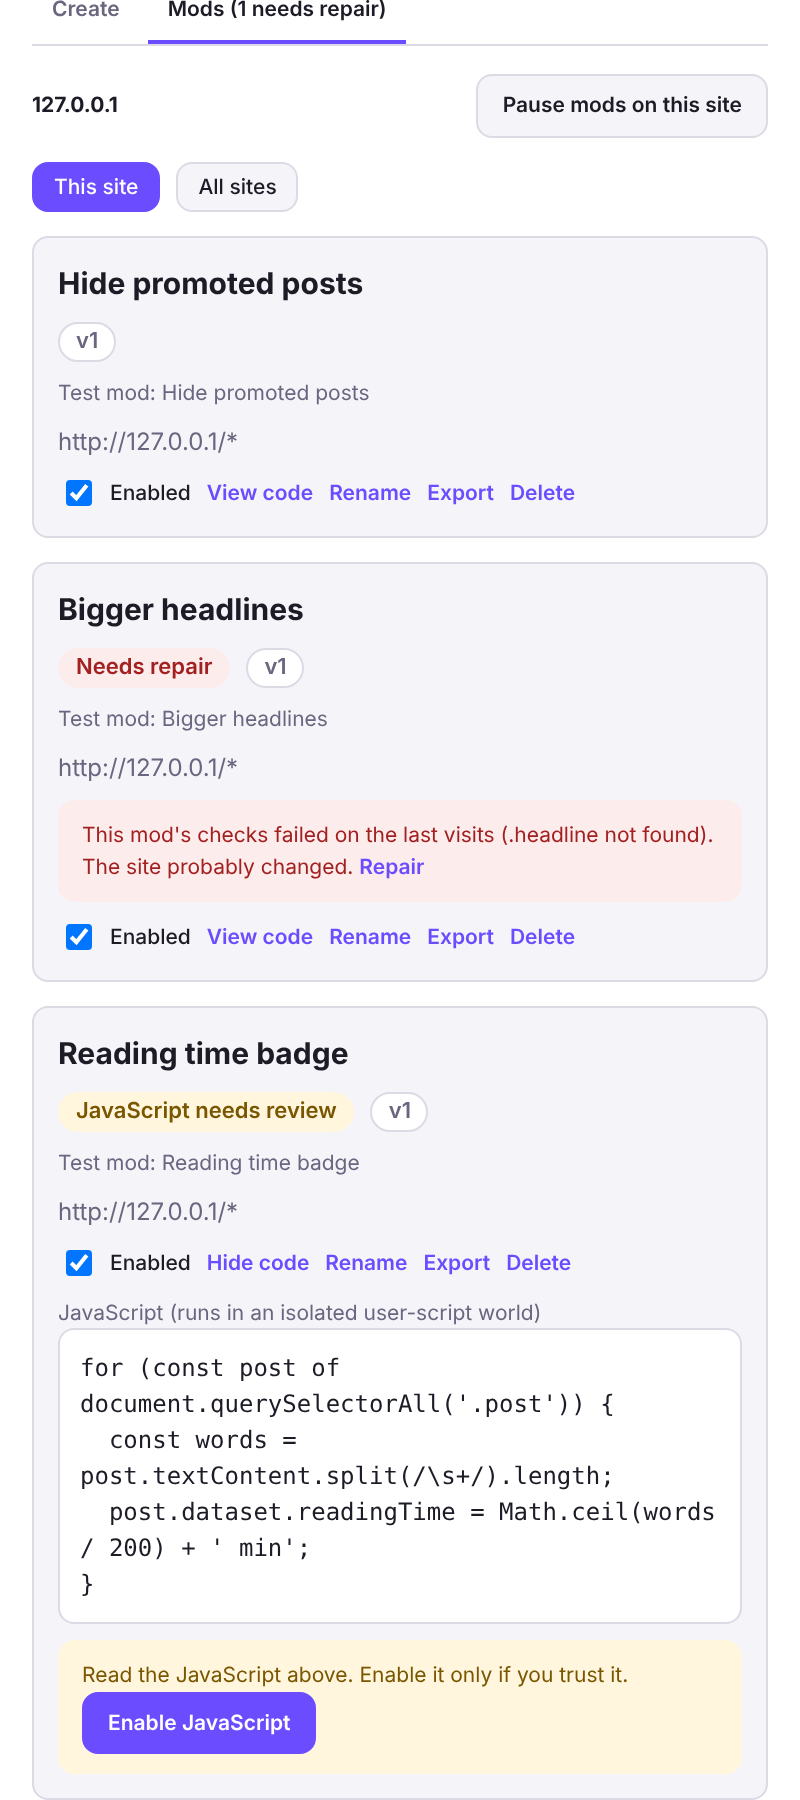 Create
Mods (1 needs repair)
127.0.0.1
Pause mods on this site
This site
All sites
Hide promoted posts
v1
Test mod: Hide promoted posts
http://127.0.0.1/*
Enabled View code Rename Export Delete
Bigger headlines
Needs repair v1
Test mod: Bigger headlines
http://127.0.0.1/*
This mod's checks failed on the last visits (.headline not found).
The site probably changed. Repair
Enabled View code Rename Export Delete
Reading time badge
JavaScript needs review v1
Test mod: Reading time badge
http://127.0.0.1/*
Enabled Hide code Rename Export Delete
JavaScript (runs in an isolated user-script world)
for (const post of
document.querySelectorAll('.post')) {
  const words =
post.textContent.split(/\s+/).length;
  post.dataset.readingTime = Math.ceil(words
/ 200) + ' min';
}
Read the JavaScript above. Enable it only if you trust it.
Enable JavaScript